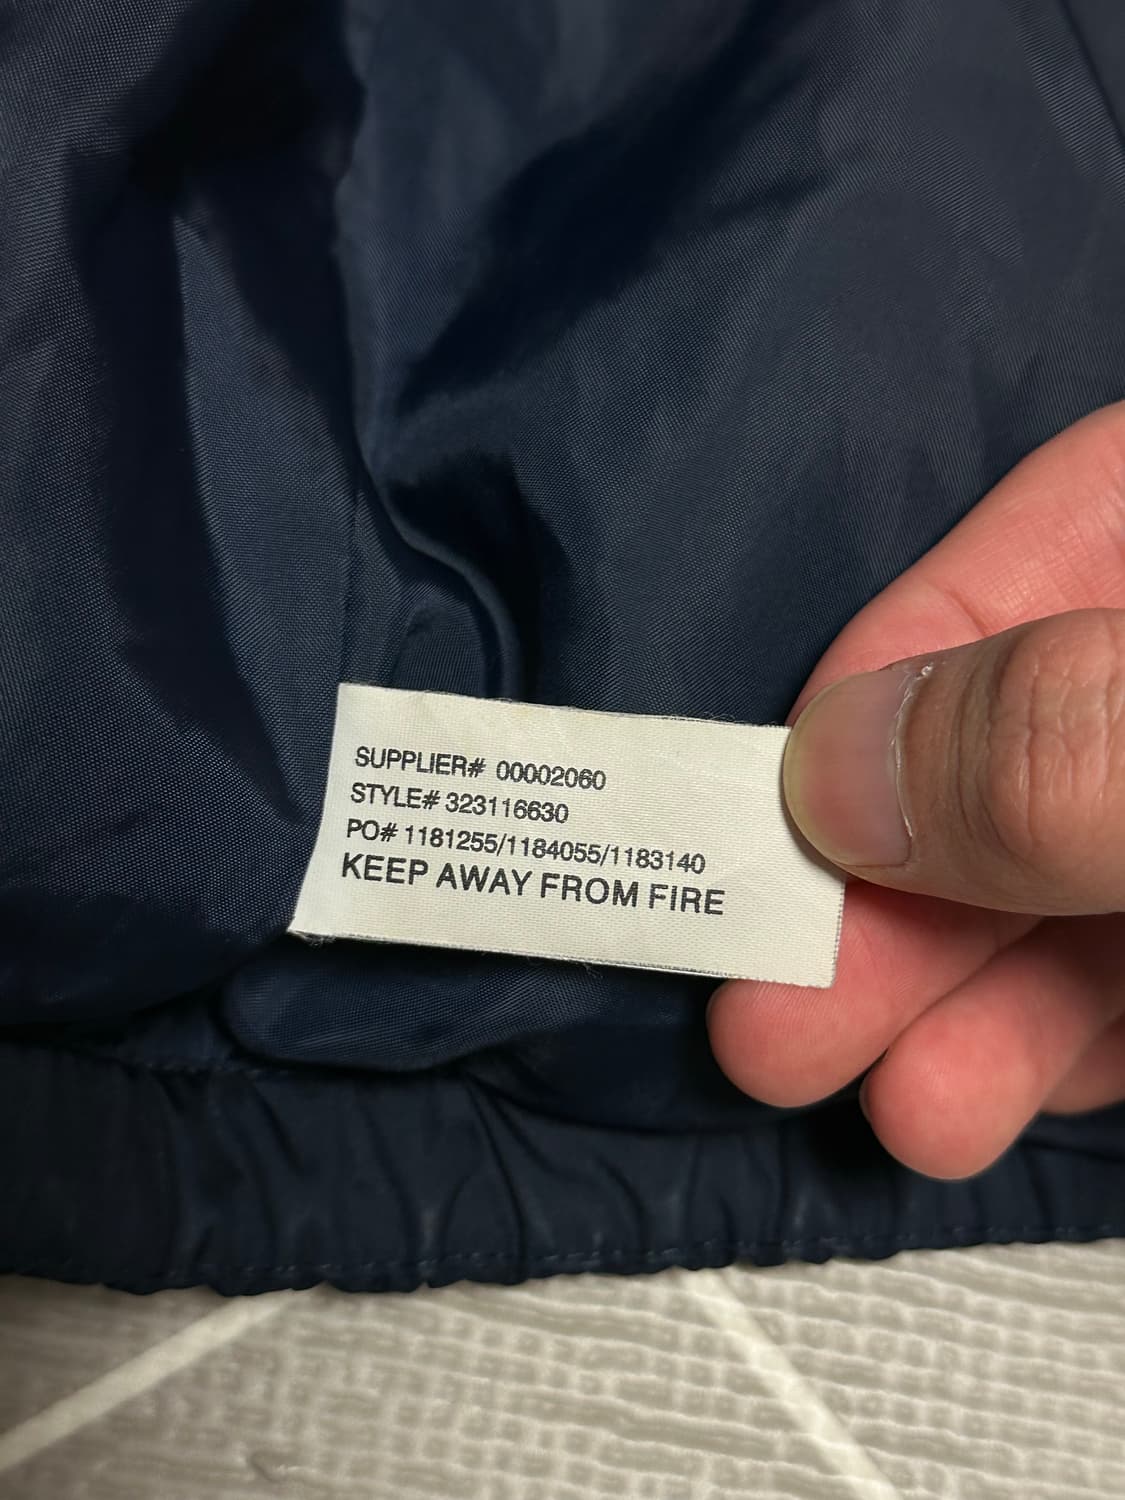 SUPPLIER# 00002060
STYLE# 323116630
PO# 1181255/1184055/1183140
KEEP AWAY FROM FIRE